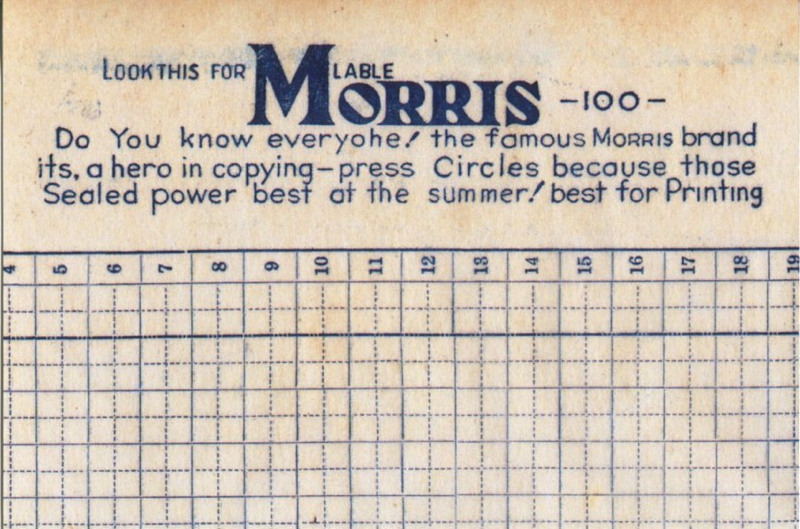 LOOK THIS FOR MORRIS LABLE -100-
Do You know everyohe! the famous MORRIS brand
its, a hero in copying-press Circles because those
Sealed power best at the summer! best for Printing
4 5 6 7 8 9 10 11 12 13 14 15 16 17 18 19